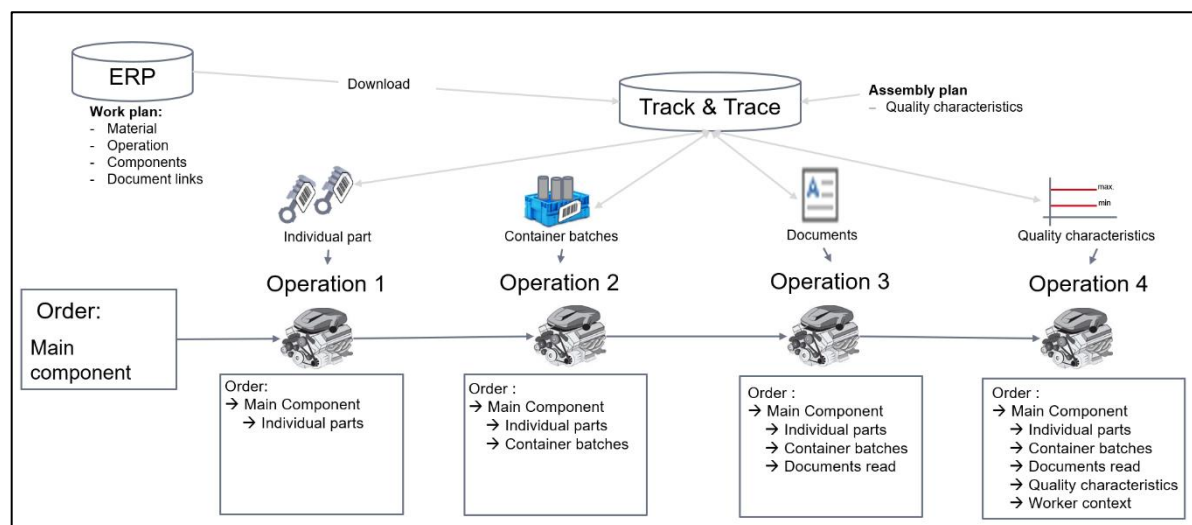 ERP
Download
Work plan:
- Material
- Operation
- Components
- Document links
Track & Trace
Assembly plan
- Quality characteristics
A
max.
min
Individual part
Container batches
Documents
Quality characteristics
Operation 1
Operation 2
Operation 3
Operation 4
Order:
Main
component
Order:
→ Main Component
→ Individual parts
Order :
→ Main Component
→ Individual parts
→ Container batches
Order :
→ Main Component
→ Individual parts
→ Container batches
→ Documents read
Order :
→ Main Component
→ Individual parts
→ Container batches
→ Documents read
→ Quality characteristics
→ Worker context